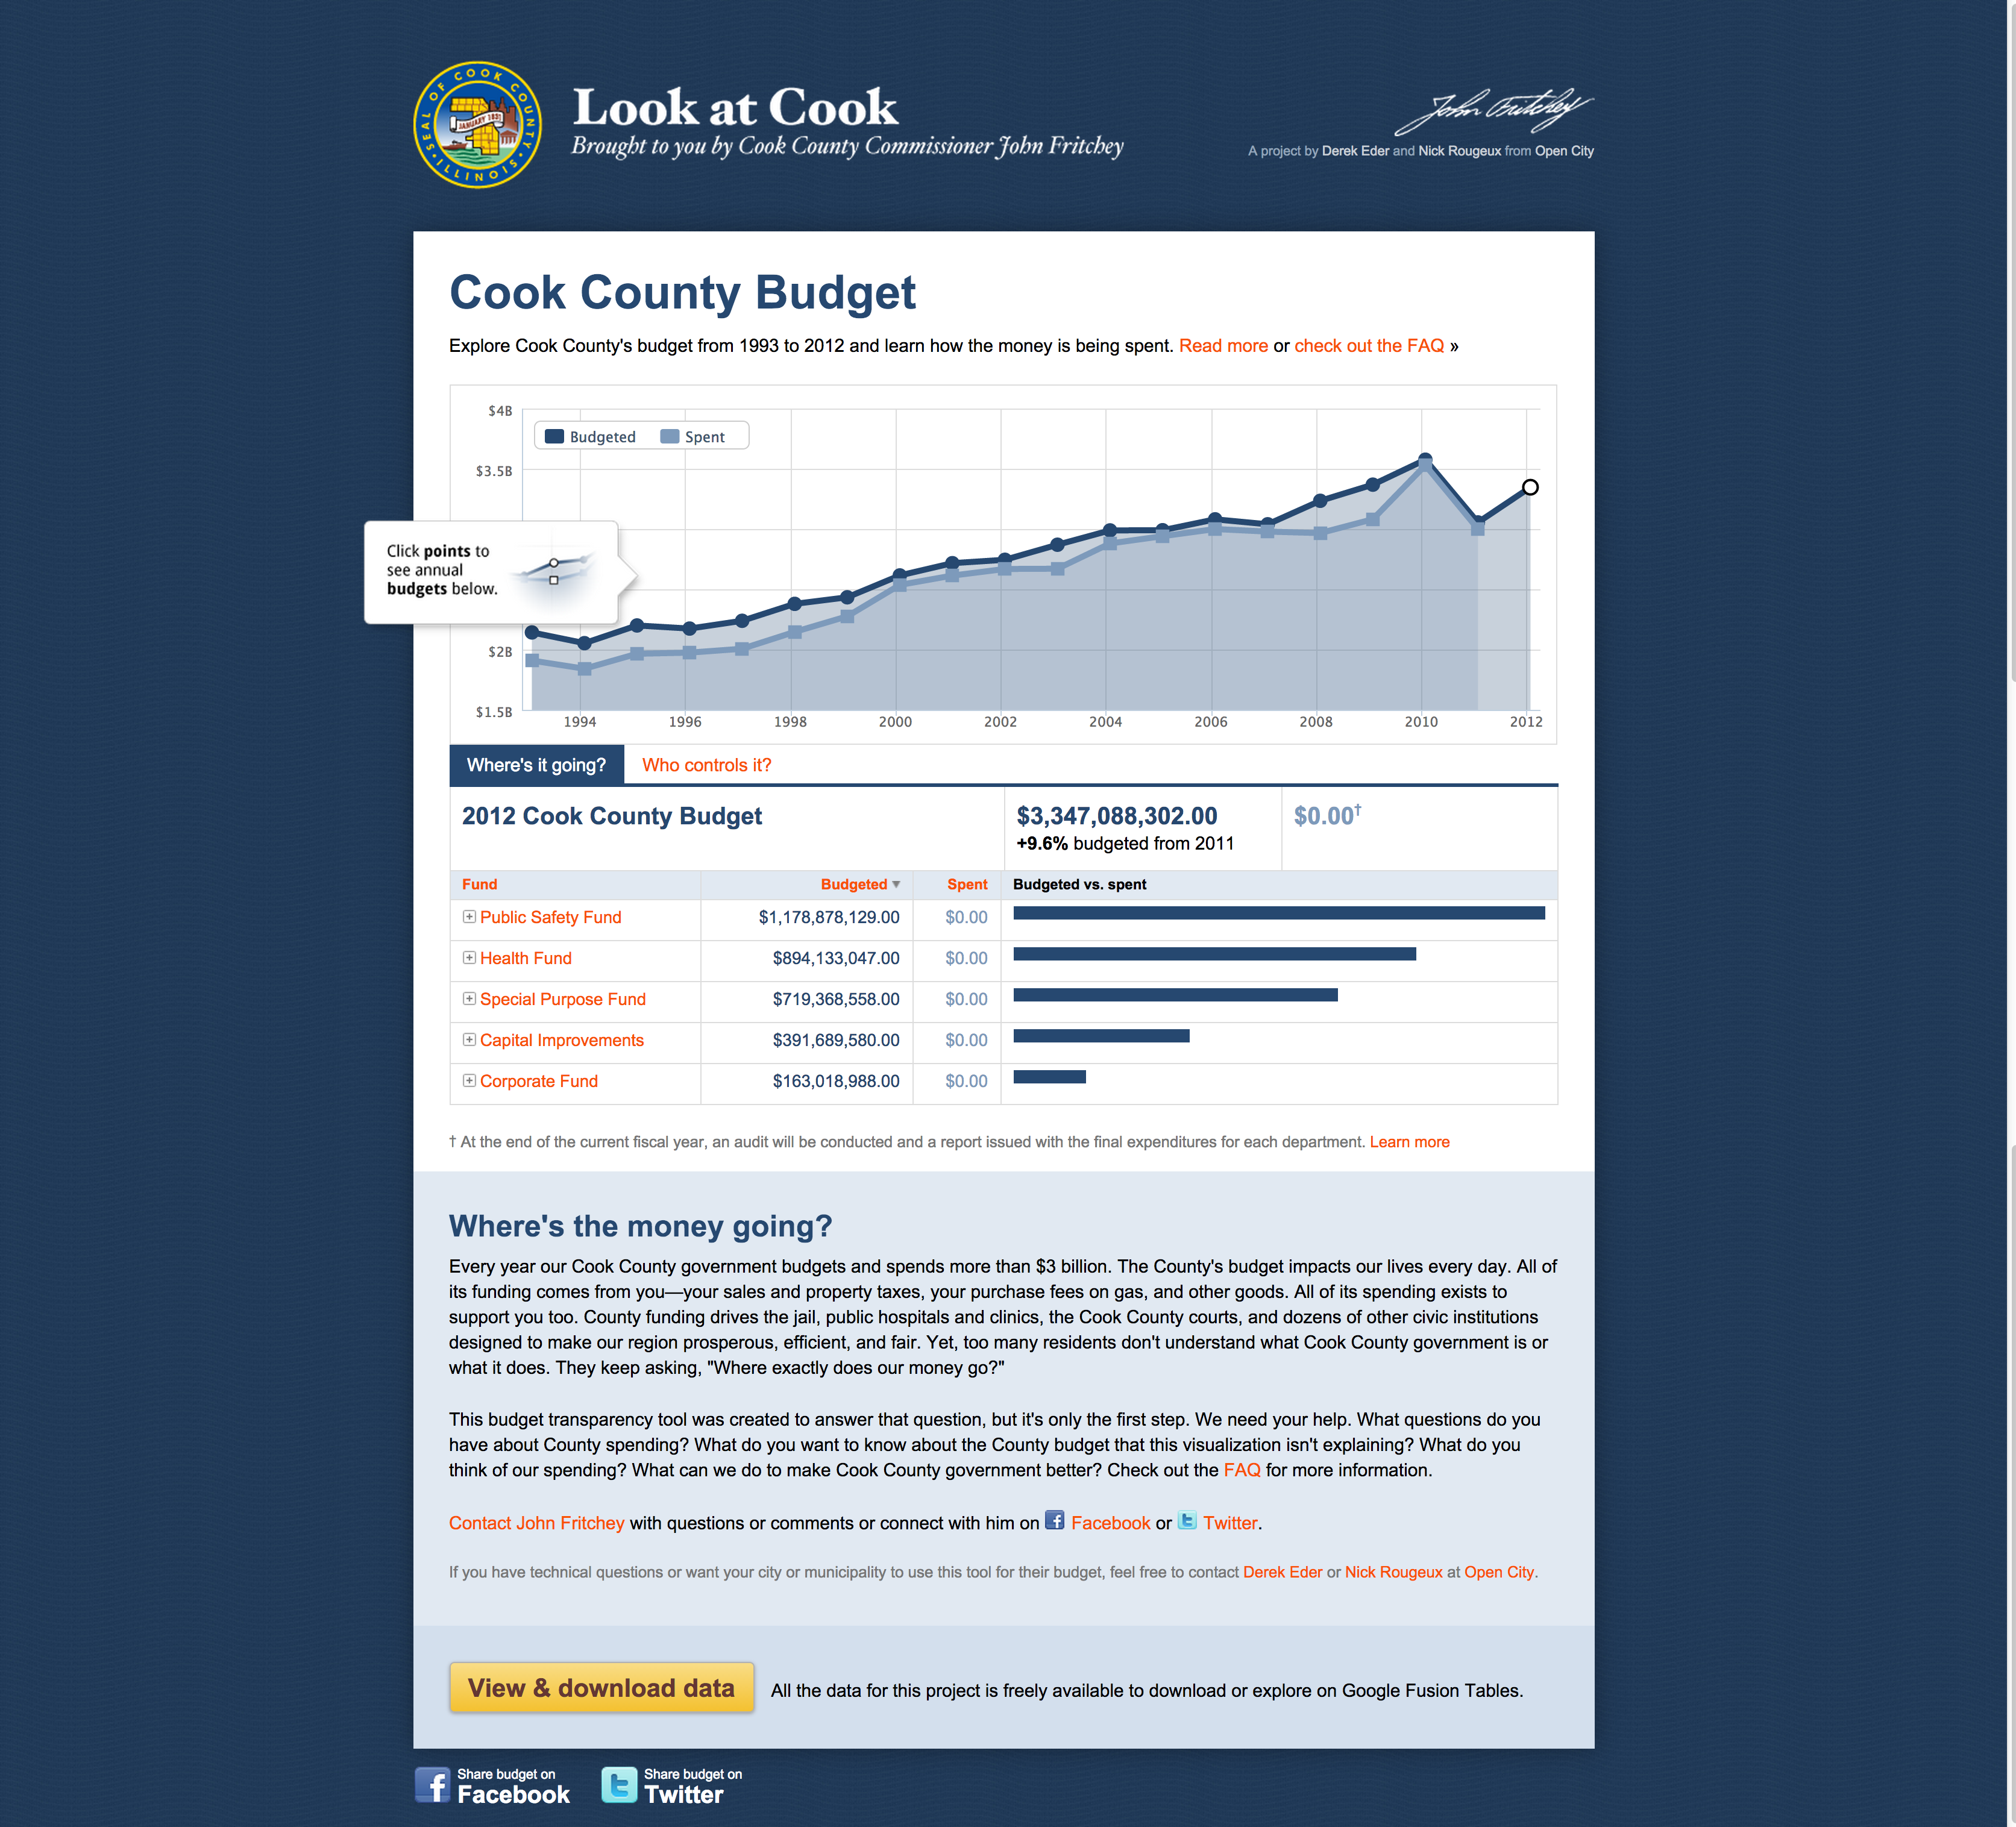 SEAL OF COOK COUNTY
JANUARY 1831
ILLINOIS
Look at Cook
Brought to you by Cook County Commissioner John Fritchey
John Fritchey
A project by Derek Eder and Nick Rougeux from Open City
Cook County Budget
Explore Cook County's budget from 1993 to 2012 and learn how the money is being spent. Read more or check out the FAQ »
$4B
Budgeted Spent
$3.5B
Click points to
see annual
budgets below.
$2B
$1.5B
1994 1996 1998 2000 2002 2004 2006 2008 2010 2012
Where's it going? Who controls it?
2012 Cook County Budget $3,347,088,302.00 $0.00†
+9.6% budgeted from 2011
Fund Budgeted ▼ Spent Budgeted vs. spent
Public Safety Fund $1,178,878,129.00 $0.00
Health Fund $894,133,047.00 $0.00
Special Purpose Fund $719,368,558.00 $0.00
Capital Improvements $391,689,580.00 $0.00
Corporate Fund $163,018,988.00 $0.00
† At the end of the current fiscal year, an audit will be conducted and a report issued with the final expenditures for each department. Learn more
Where's the money going?
Every year our Cook County government budgets and spends more than $3 billion. The County's budget impacts our lives every day. All of
its funding comes from you—your sales and property taxes, your purchase fees on gas, and other goods. All of its spending exists to
support you too. County funding drives the jail, public hospitals and clinics, the Cook County courts, and dozens of other civic institutions
designed to make our region prosperous, efficient, and fair. Yet, too many residents don't understand what Cook County government is or
what it does. They keep asking, "Where exactly does our money go?"
This budget transparency tool was created to answer that question, but it's only the first step. We need your help. What questions do you
have about County spending? What do you want to know about the County budget that this visualization isn't explaining? What do you
think of our spending? What can we do to make Cook County government better? Check out the FAQ for more information.
Contact John Fritchey with questions or comments or connect with him on Facebook or Twitter.
If you have technical questions or want your city or municipality to use this tool for their budget, feel free to contact Derek Eder or Nick Rougeux at Open City.
View & download data All the data for this project is freely available to download or explore on Google Fusion Tables.
Share budget on
Facebook
Share budget on
Twitter